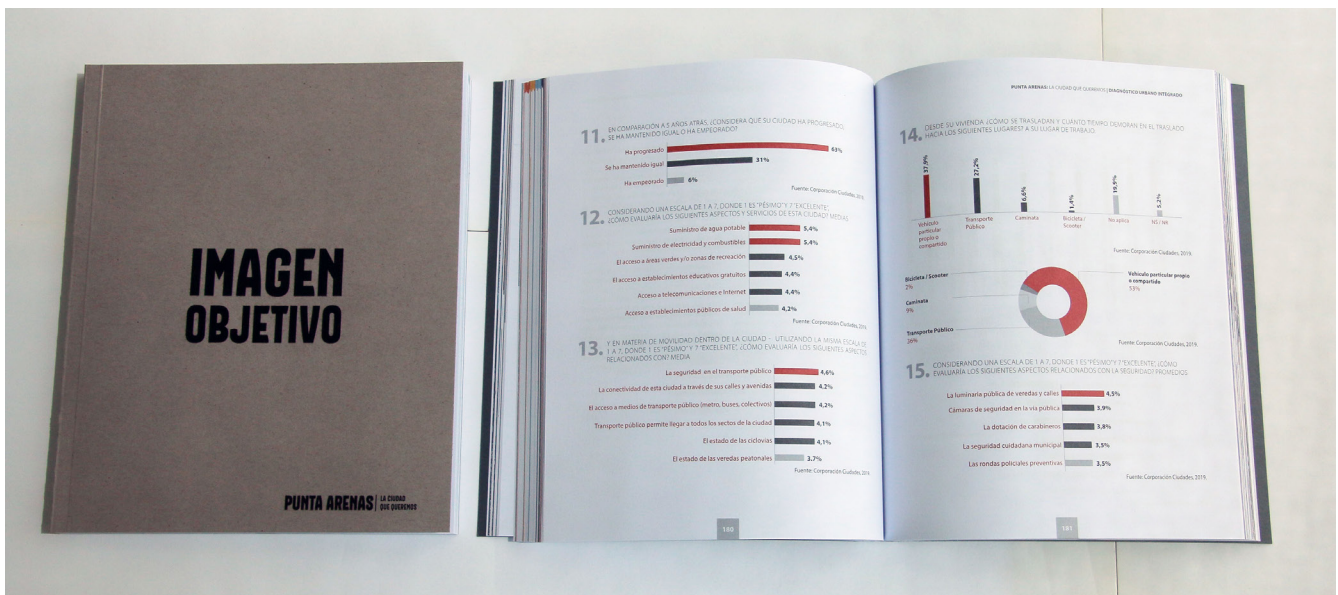 IMAGEN
OBJETIVO
PUNTA ARENAS
LA CIUDAD
QUE QUEREMOS
11.
EN COMPARACIÓN A 5 AÑOS ATRÁS, ¿CONSIDERA QUE SU CIUDAD HA PROGRESADO,
SE HA MANTENIDO IGUAL O HA EMPEORADO?
Ha progresado 63%
Se ha mantenido igual 31%
Ha empeorado 6%
Fuente: Corporación Ciudades, 2019.
12.
CONSIDERANDO UNA ESCALA DE 1 A 7, DONDE 1 ES "PÉSIMO" Y 7 "EXCELENTE",
¿CÓMO EVALUARÍA LOS SIGUIENTES ASPECTOS Y SERVICIOS DE ESTA CIUDAD? MEDIAS
Suministro de agua potable 5,4%
Suministro de electricidad y combustibles 5,4%
El acceso a áreas verdes y/o zonas de recreación 4,5%
El acceso a establecimientos educativos gratuitos 4,4%
Acceso a telecomunicaciones e Internet 4,4%
Acceso a establecimientos públicos de salud 4,2%
Fuente: Corporación Ciudades, 2019.
13.
Y EN MATERIA DE MOVILIDAD DENTRO DE LA CIUDAD – UTILIZANDO LA MISMA ESCALA DE
1 A 7, DONDE 1 ES "PÉSIMO" Y 7 "EXCELENTE", ¿CÓMO EVALUARÍA LOS SIGUIENTES ASPECTOS
RELACIONADOS CON? MEDIA
La seguridad en el transporte público 4,6%
La conectividad de esta ciudad a través de sus calles y avenidas 4,2%
El acceso a medios de transporte público (metro, buses, colectivos) 4,2%
Transporte público permite llegar a todos los sectos de la ciudad 4,1%
El estado de las ciclovías 4,1%
El estado de las veredas peatonales 3,7%
Fuente: Corporación Ciudades, 2019.
180
PUNTA ARENAS: LA CIUDAD QUE QUEREMOS | DIAGNÓSTICO URBANO INTEGRADO
14.
DESDE SU VIVIENDA ¿CÓMO SE TRASLADAN Y CUÁNTO TIEMPO DEMORAN EN EL TRASLADO
HACIA LOS SIGUIENTES LUGARES? A SU LUGAR DE TRABAJO.
37,9% 27,2% 6,6% 1,4% 19,9% 5,2%
Vehículo Transporte Caminata Bicicleta / No aplica NS / NR
particular Público Scooter
propio o
compartido
Fuente: Corporación Ciudades, 2019.
Bicicleta / Scooter
2%
Vehículo particular propio
o compartido
53%
Caminata
9%
Transporte Público
36%
Fuente: Corporación Ciudades, 2019.
15.
CONSIDERANDO UNA ESCALA DE 1 A 7, DONDE 1 ES "PÉSIMO" Y 7 "EXCELENTE", ¿CÓMO
EVALUARÍA LOS SIGUIENTES ASPECTOS RELACIONADOS CON LA SEGURIDAD? PROMEDIOS
La luminaria pública de veredas y calles 4,5%
Cámaras de seguridad en la vía pública 3,9%
La dotación de carabineros 3,8%
La seguridad cuidadana municipal 3,5%
Las rondas policiales preventivas 3,5%
Fuente: Corporación Ciudades, 2019.
181